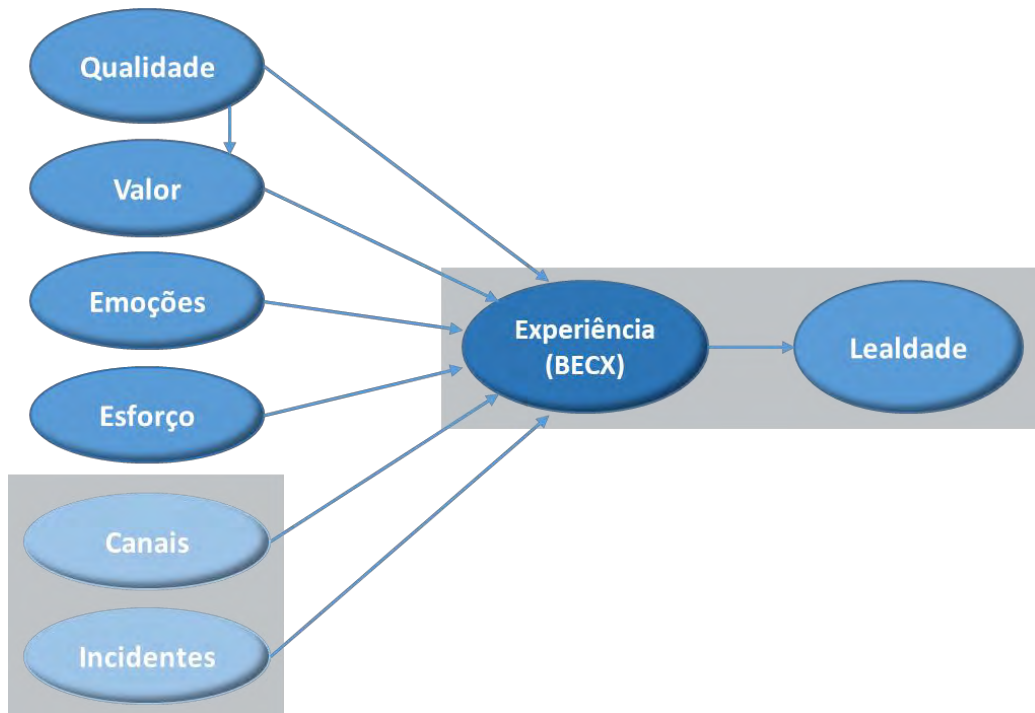 Qualidade
Valor
Emoções
Esforço
Canais
Incidentes
Experiência
(BECX)
Lealdade